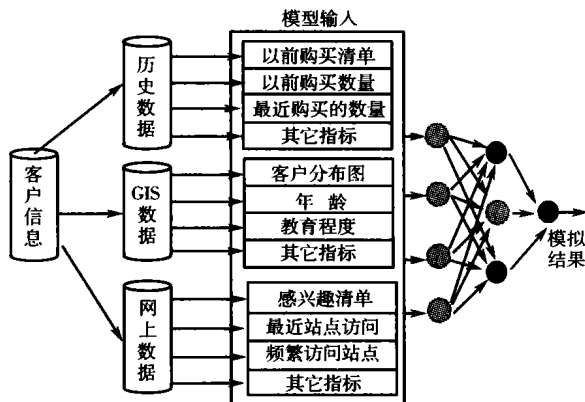 模型输入
客户信息
历史数据
以前购买清单
以前购买数量
最近购买的数量
其它指标
GIS数据
客户分布图
年 龄
教育程度
其它指标
网上数据
感兴趣清单
最近站点访问
频繁访问站点
其它指标
模拟
结果